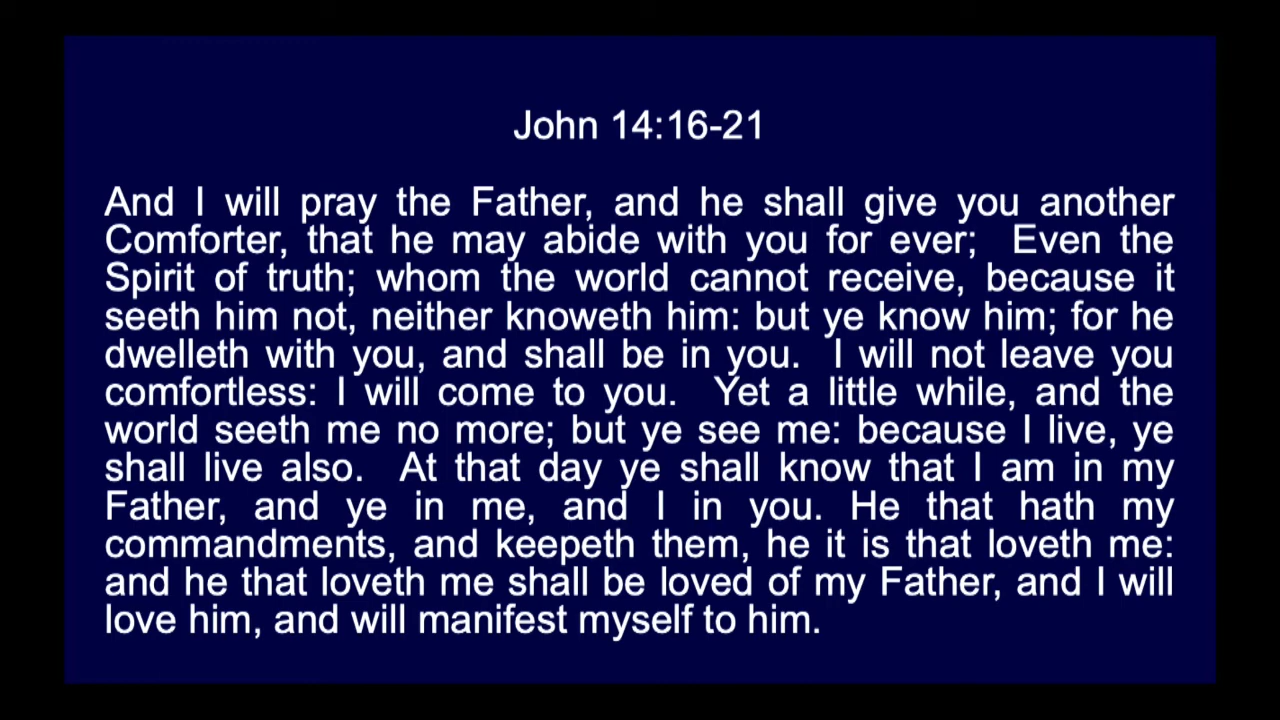 John 14:16-21
And I will pray the Father, and he shall give you another
Comforter, that he may abide with you for ever;  Even the
Spirit of truth; whom the world cannot receive, because it
seeth him not, neither knoweth him: but ye know him; for he
dwelleth with you, and shall be in you.  I will not leave you
comfortless: I will come to you.  Yet a little while, and the
world seeth me no more; but ye see me: because I live, ye
shall live also.  At that day ye shall know that I am in my
Father, and ye in me, and I in you. He that hath my
commandments, and keepeth them, he it is that loveth me:
and he that loveth me shall be loved of my Father, and I will
love him, and will manifest myself to him.